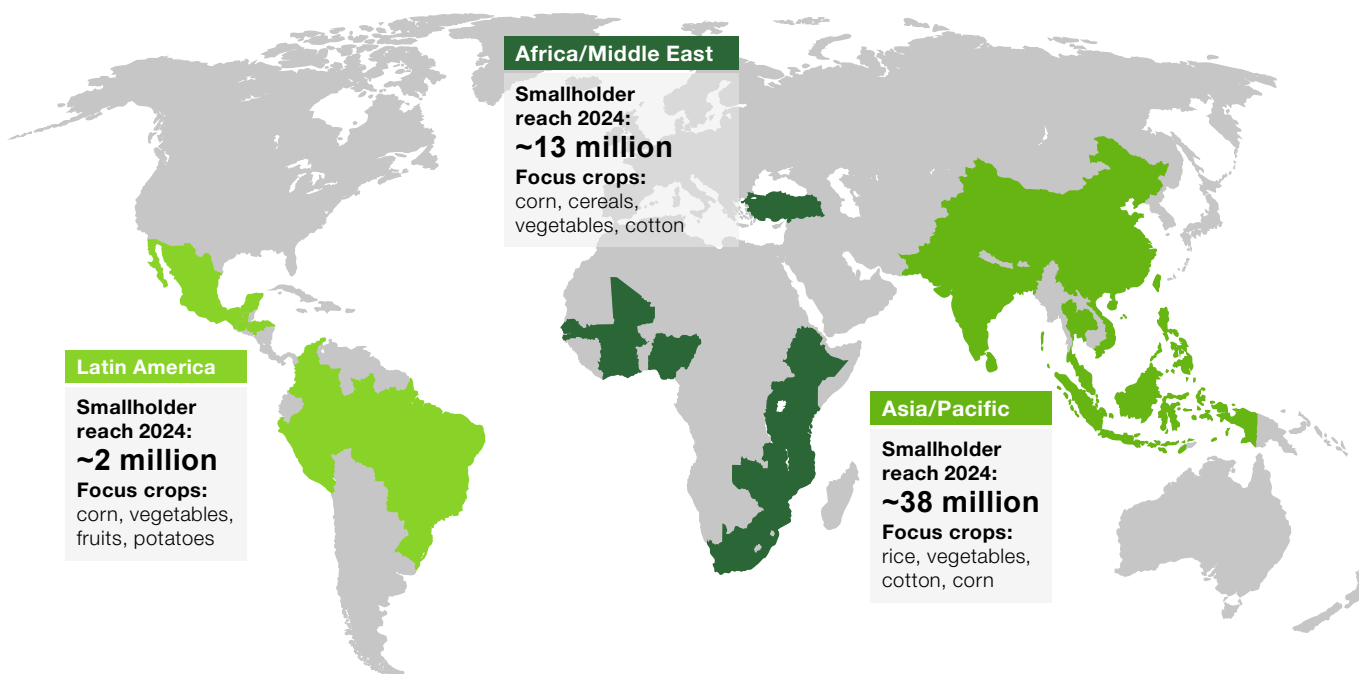 Africa/Middle East
Smallholder
reach 2024:
~13 million
Focus crops:
corn, cereals,
vegetables, cotton
Latin America
Smallholder
reach 2024:
~2 million
Focus crops:
corn, vegetables,
fruits, potatoes
Asia/Pacific
Smallholder
reach 2024:
~38 million
Focus crops:
rice, vegetables,
cotton, corn